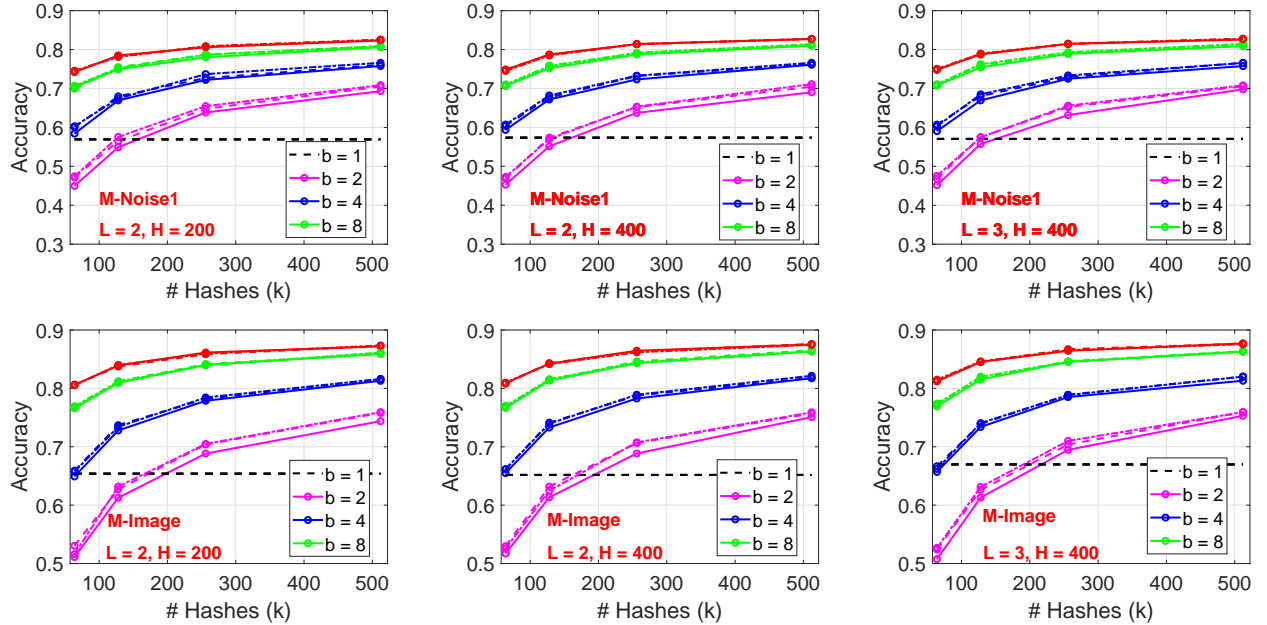 0.9
0.8
0.7
0.6
0.5
0.4
0.3
Accuracy
M-Noise1
L = 2, H = 200
b = 1
b = 2
b = 4
b = 8
100 200 300 400 500
# Hashes (k)
0.9
0.8
0.7
0.6
0.5
0.4
0.3
Accuracy
M-Noise1
L = 2, H = 400
b = 1
b = 2
b = 4
b = 8
100 200 300 400 500
# Hashes (k)
0.9
0.8
0.7
0.6
0.5
0.4
0.3
Accuracy
M-Noise1
L = 3, H = 400
b = 1
b = 2
b = 4
b = 8
100 200 300 400 500
# Hashes (k)
0.9
0.8
0.7
0.6
0.5
Accuracy
M-Image
L = 2, H = 200
b = 1
b = 2
b = 4
b = 8
100 200 300 400 500
# Hashes (k)
0.9
0.8
0.7
0.6
0.5
Accuracy
M-Image
L = 2, H = 400
b = 1
b = 2
b = 4
b = 8
100 200 300 400 500
# Hashes (k)
0.9
0.8
0.7
0.6
0.5
Accuracy
M-Image
L = 3, H = 400
b = 1
b = 2
b = 4
b = 8
100 200 300 400 500
# Hashes (k)